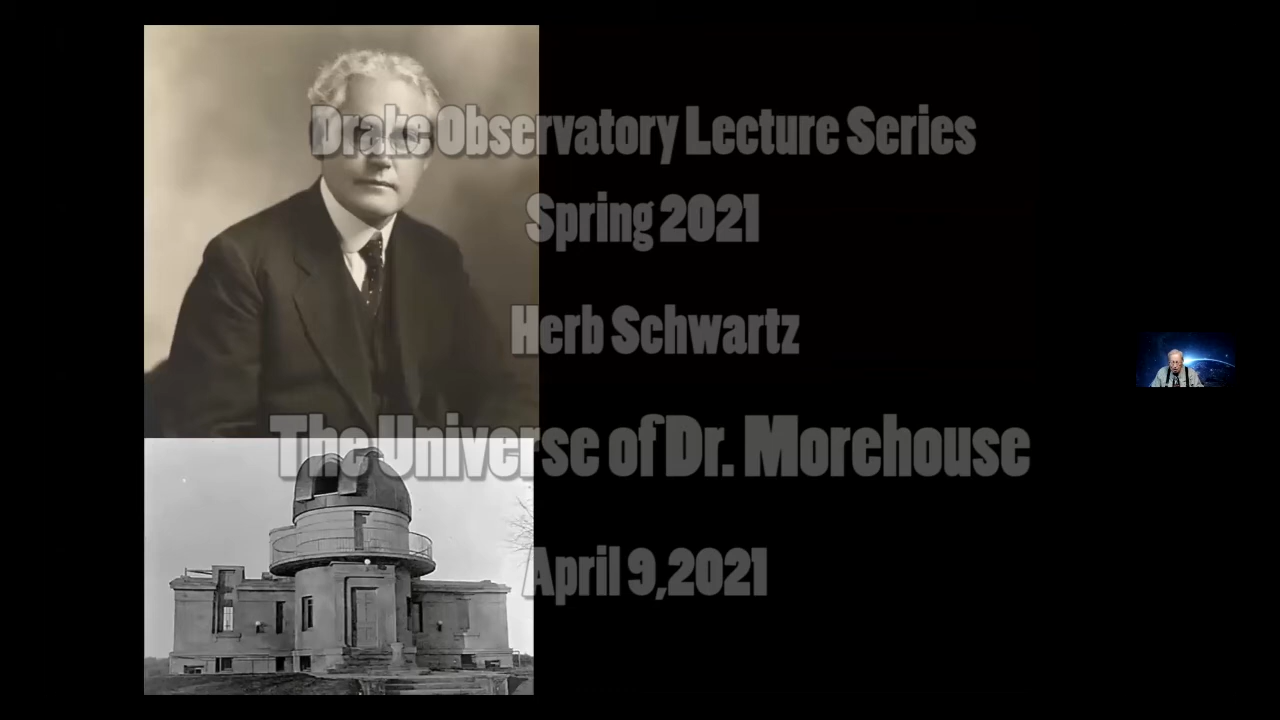 Drake Observatory Lecture Series
Spring 2021
Herb Schwartz
The Universe of Dr. Morehouse
April 9,2021